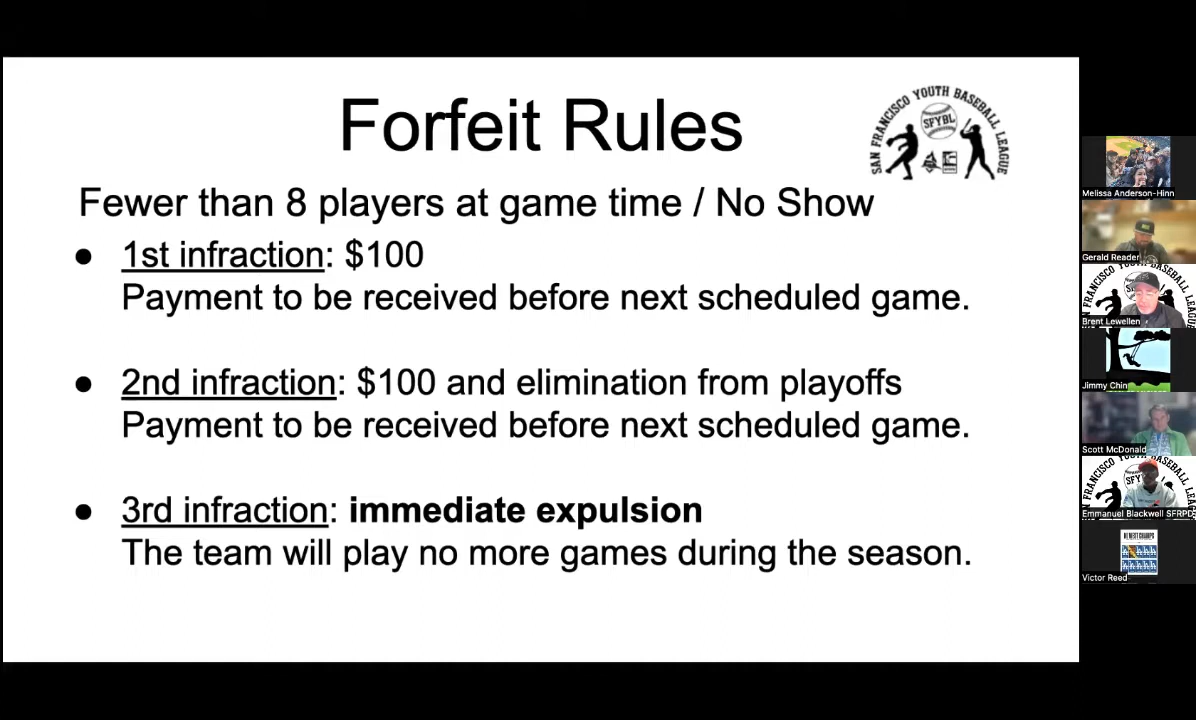 Forfeit Rules
SAN FRANCISCO YOUTH BASEBALL LEAGUE
SFYBL
Fewer than 8 players at game time / No Show
● 1st infraction: $100
Payment to be received before next scheduled game.
● 2nd infraction: $100 and elimination from playoffs
Payment to be received before next scheduled game.
● 3rd infraction: immediate expulsion
The team will play no more games during the season.
Melissa Anderson-Hinn
Gerald Reader
Brent Lewellen
Jimmy Chin
Scott McDonald
Emmanuel Blackwell SFRPD
Victor Reed